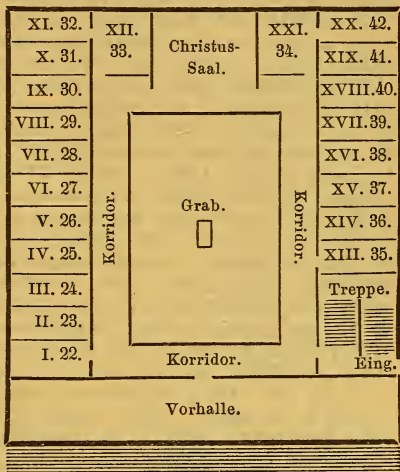 XI. 32.
X. 31.
IX. 30.
VIII. 29.
VII. 28.
VI. 27.
V. 26.
IV. 25.
III. 24.
II. 23.
I. 22.
XII.
33.
Christus-
Saal.
XXI.
34.
XX. 42.
XIX. 41.
XVIII. 40.
XVII. 39.
XVI. 38.
XV. 37.
XIV. 36.
XIII. 35.
Treppe.
Eing.
Korridor.
Grab.
Korridor.
Korridor.
Vorhalle.